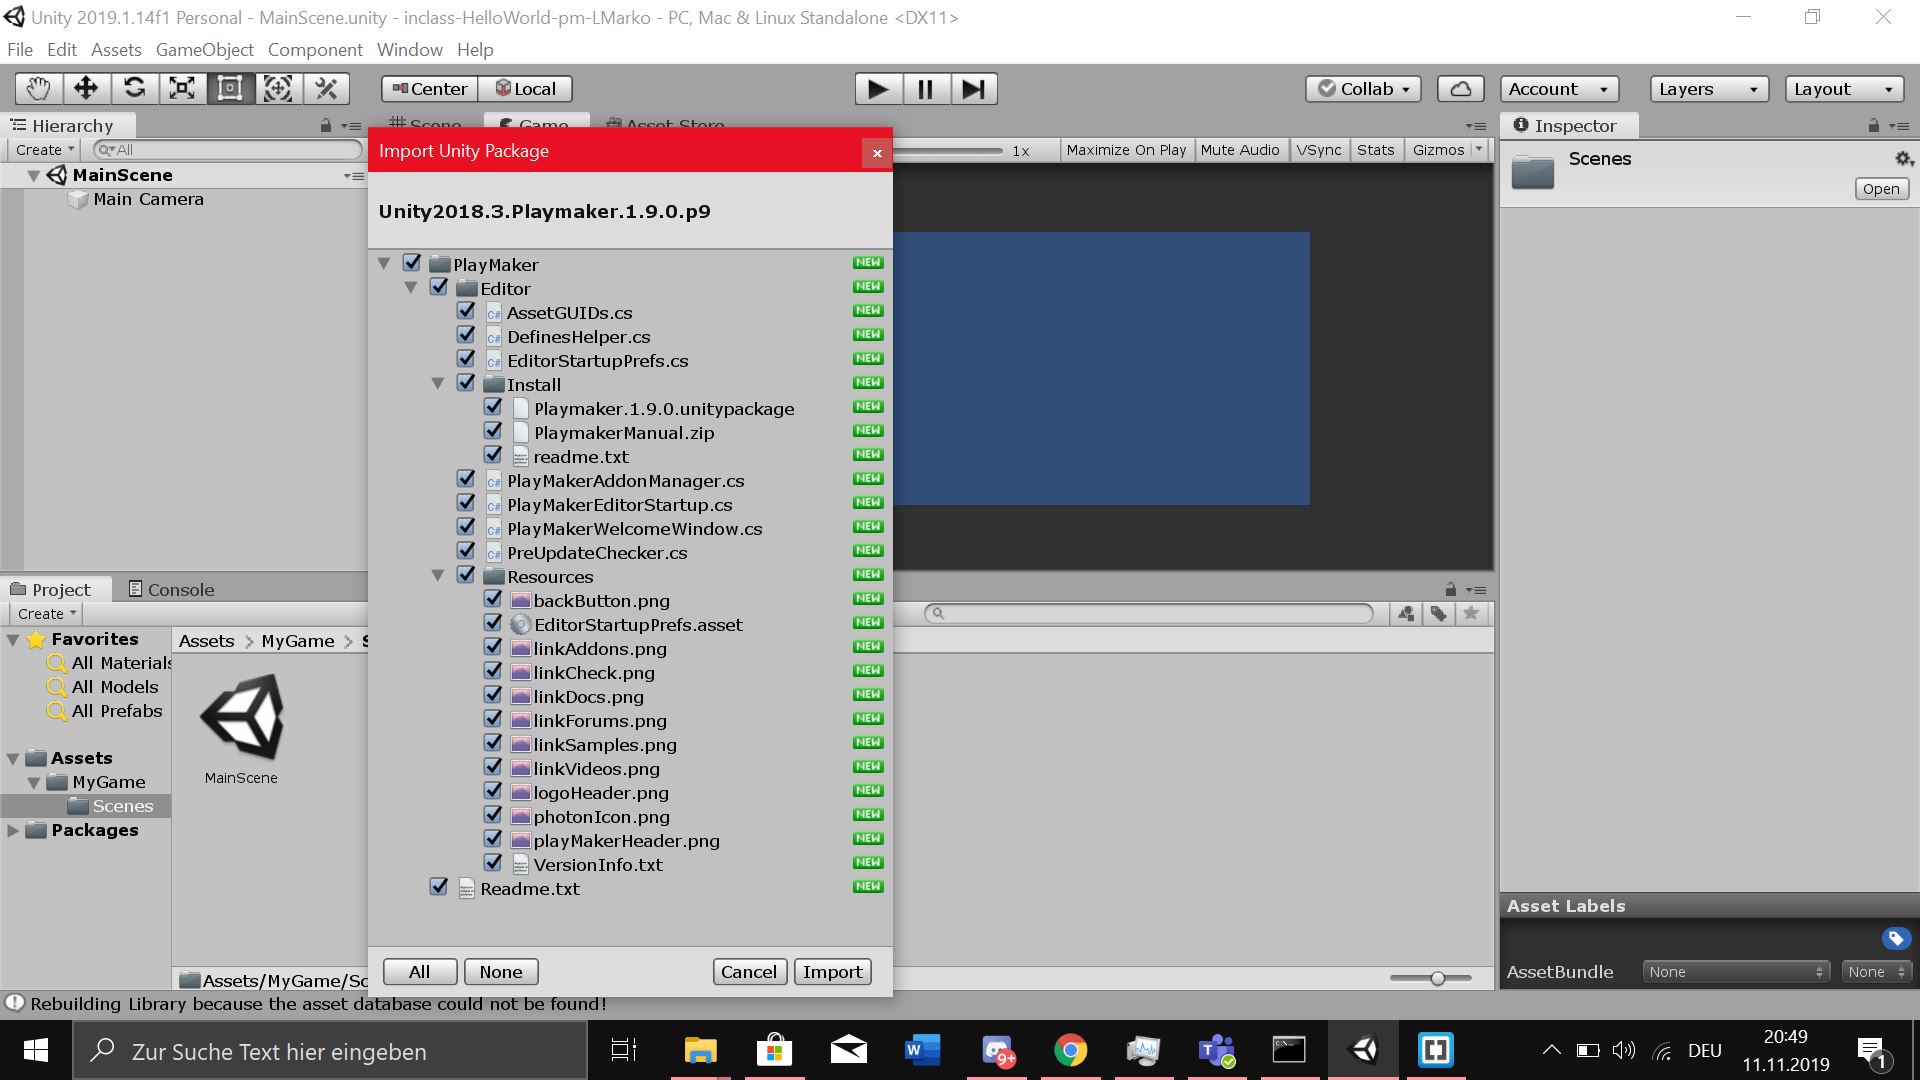 Unity 2019.1.14f1 Personal - MainScene.unity - inclass-HelloWorld-pm-LMarko - PC, Mac & Linux Standalone <DX11>
File Edit Assets GameObject Component Window Help
Center Local Collab Account Layers Layout
Hierarchy
Create All
MainScene
Main Camera
Scene Game Asset Store
1x Maximize On Play Mute Audio VSync Stats Gizmos
Import Unity Package
Unity2018.3.Playmaker.1.9.0.p9
PlayMaker NEW
Editor NEW
AssetGUIDs.cs NEW
DefinesHelper.cs NEW
EditorStartupPrefs.cs NEW
Install NEW
Playmaker.1.9.0.unitypackage NEW
PlaymakerManual.zip NEW
readme.txt NEW
PlayMakerAddonManager.cs NEW
PlayMakerEditorStartup.cs NEW
PlayMakerWelcomeWindow.cs NEW
PreUpdateChecker.cs NEW
Resources NEW
backButton.png NEW
EditorStartupPrefs.asset NEW
linkAddons.png NEW
linkCheck.png NEW
linkDocs.png NEW
linkForums.png NEW
linkSamples.png NEW
linkVideos.png NEW
logoHeader.png NEW
photonIcon.png NEW
playMakerHeader.png NEW
VersionInfo.txt NEW
Readme.txt NEW
All None Cancel Import
Inspector
Scenes
Open
Project Console
Create
Favorites
All Materials
All Models
All Prefabs
Assets
MyGame
Scenes
Packages
Assets > MyGame > S
MainScene
Assets/MyGame/Sc
Asset Labels
AssetBundle None None
Rebuilding Library because the asset database could not be found!
Zur Suche Text hier eingeben
9+
C:\_
DEU
20:49
11.11.2019
1